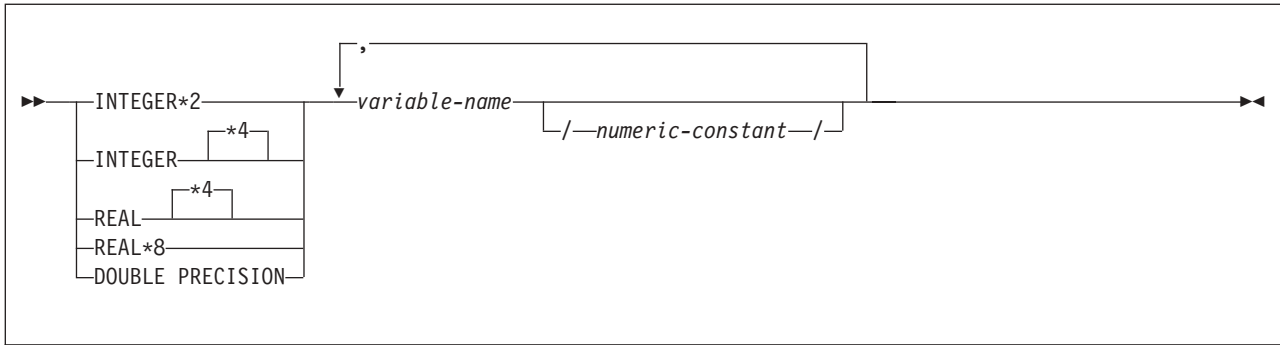 ,
INTEGER*2 variable-name
/ numeric-constant /
*4
INTEGER
*4
REAL
REAL*8
DOUBLE PRECISION